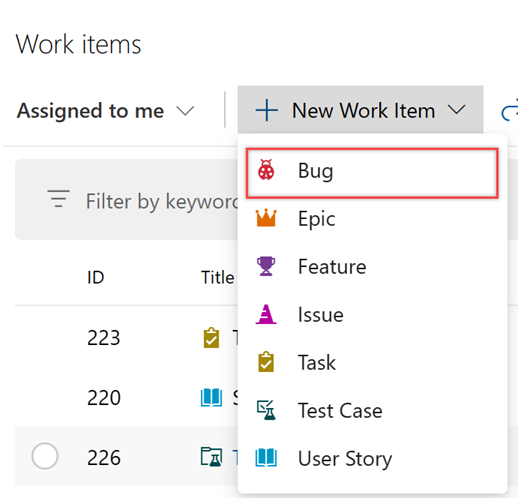 Work items
Assigned to me
New Work Item
Filter by keyword
Bug
Epic
Feature
Issue
Task
Test Case
User Story
ID Title
223 T
220 S
226 T